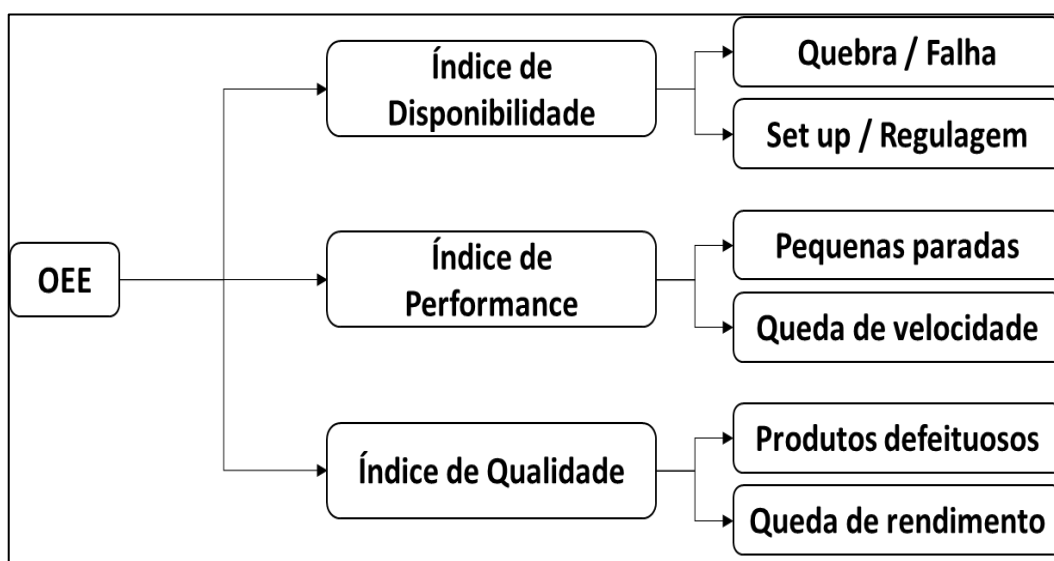 OEE
Índice de
Disponibilidade
Quebra / Falha
Set up / Regulagem
Índice de
Performance
Pequenas paradas
Queda de velocidade
Índice de Qualidade
Produtos defeituosos
Queda de rendimento